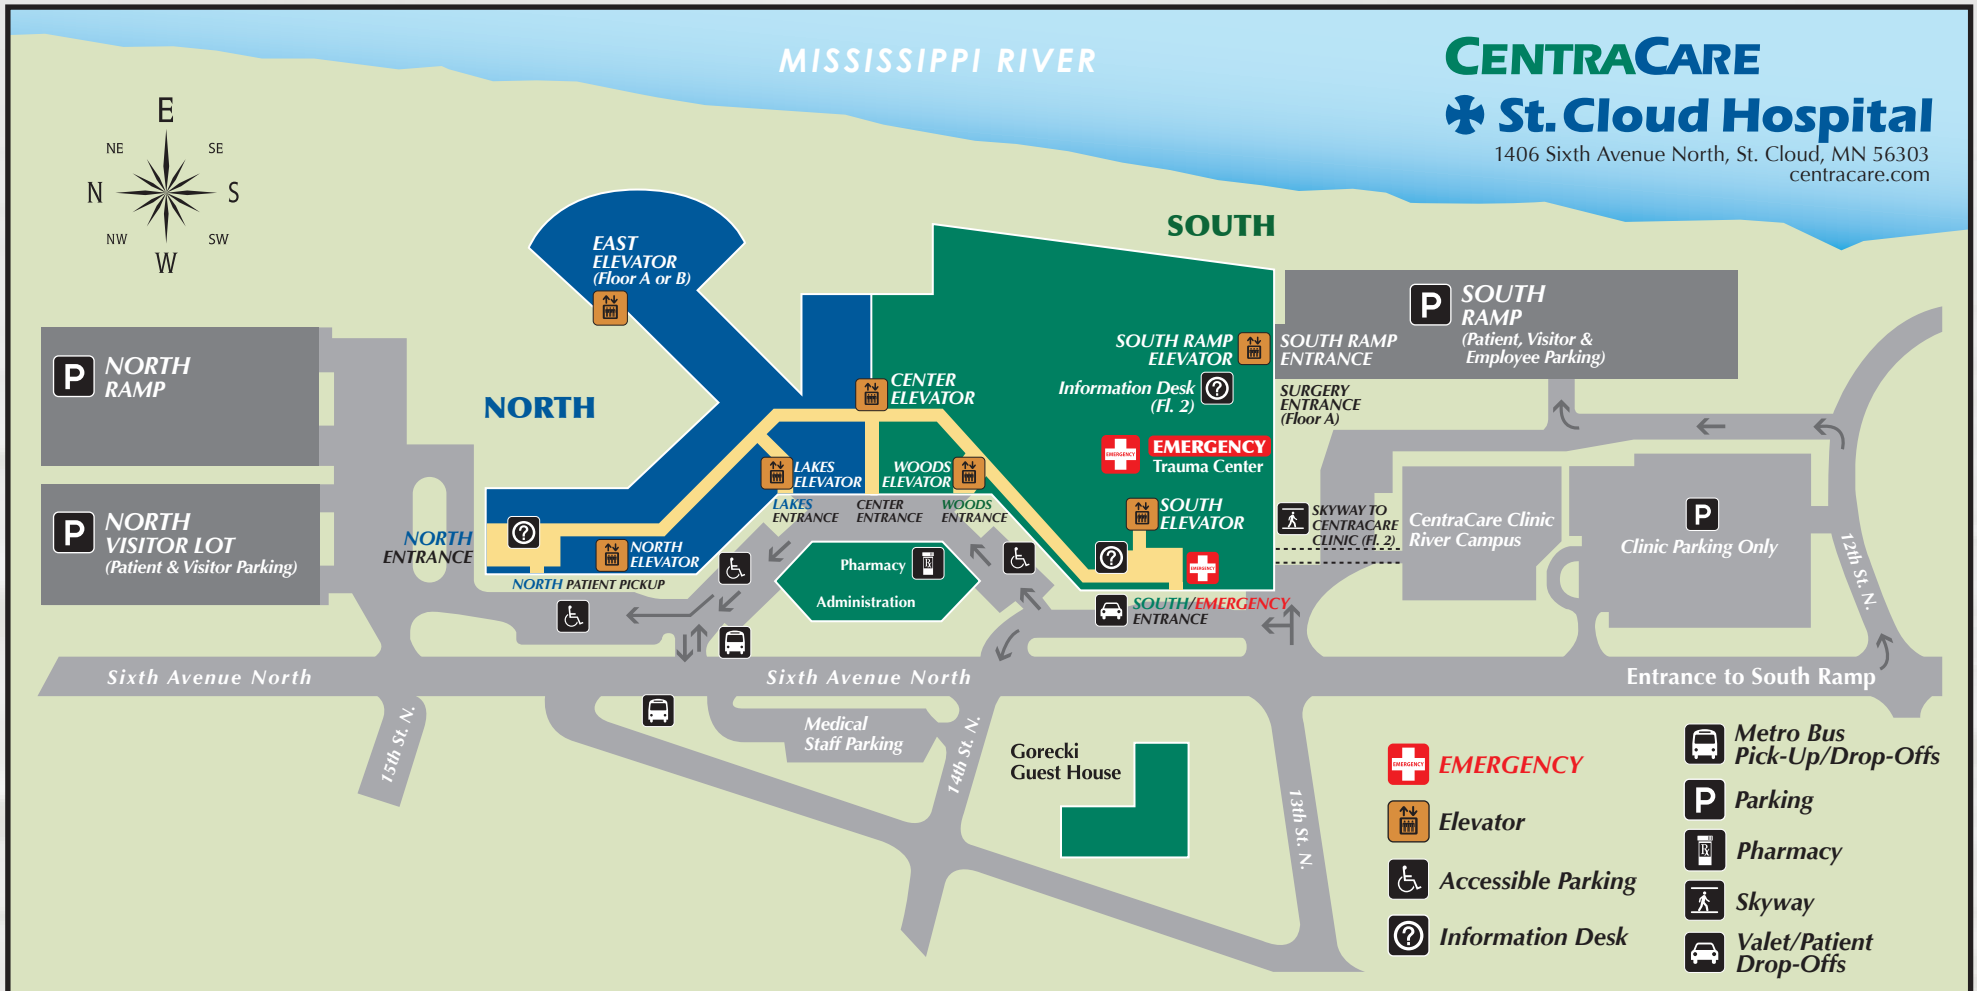 MISSISSIPPI RIVER
CENTRACARE
St. Cloud Hospital
1406 Sixth Avenue North, St. Cloud, MN 56303
centracare.com
E
NE
SE
N
S
NW
SW
W
SOUTH
EAST
ELEVATOR
(Floor A or B)
P
SOUTH
RAMP
(Patient, Visitor &
Employee Parking)
SOUTH RAMP
ELEVATOR
SOUTH RAMP
ENTRANCE
P
NORTH
RAMP
NORTH
CENTER
ELEVATOR
Information Desk
(Fl. 2)
?
SURGERY
ENTRANCE
(Floor A)
EMERGENCY
EMERGENCY
Trauma Center
LAKES
ELEVATOR
WOODS
ELEVATOR
LAKES
ENTRANCE
CENTER
ENTRANCE
WOODS
ENTRANCE
SOUTH
ELEVATOR
SKYWAY TO
CENTRACARE
CLINIC (Fl. 2)
CentraCare Clinic
River Campus
P
Clinic Parking Only
12th St. N.
P
NORTH
VISITOR LOT
(Patient & Visitor Parking)
NORTH
ENTRANCE
?
NORTH
ELEVATOR
NORTH PATIENT PICKUP
Pharmacy
Rx
Administration
?
EMERGENCY
SOUTH/EMERGENCY
ENTRANCE
Sixth Avenue North
Sixth Avenue North
Entrance to South Ramp
15th St. N.
Medical
Staff Parking
14th St. N.
Gorecki
Guest House
13th St. N.
EMERGENCY
EMERGENCY
Elevator
Accessible Parking
?
Information Desk
Metro Bus
Pick-Up/Drop-Offs
P
Parking
Rx
Pharmacy
Skyway
Valet/Patient
Drop-Offs